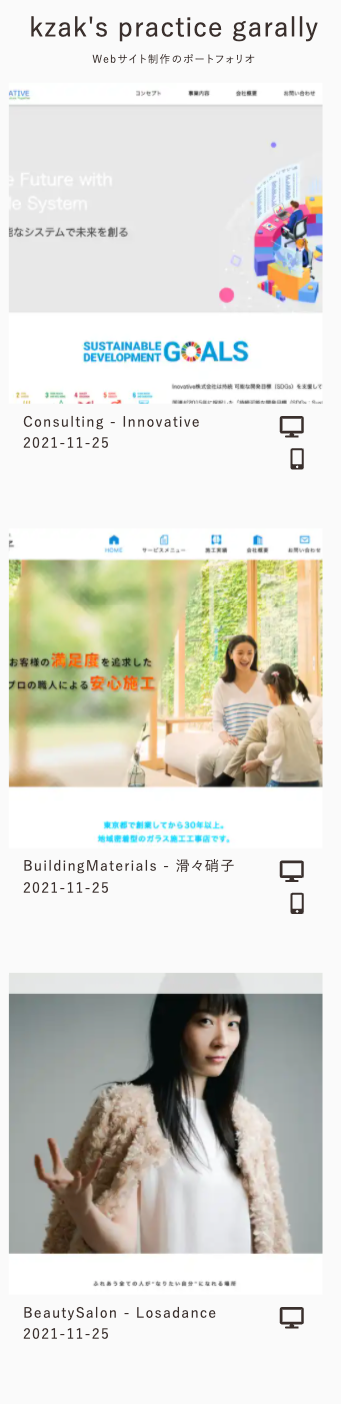 kzak's practice garally
Webサイト制作のポートフォリオ
ATIVE
コンセプト 事業内容 会社概要 お問い合わせ
e Future with
le System
能なシステムで未来を創る
SUSTAINABLE
DEVELOPMENT GOALS
Inovative株式会社は持続 可能な開発目標（SDGs）を支援して
Consulting - Innovative
2021-11-25
HOME サービスメニュー 施工実績 会社概要 お問い合わせ
お客様の満足度を追求した
プロの職人による安心施工
東京都で創業してから30年以上。
地域密着型のガラス施工工事店です。
BuildingMaterials - 滑々硝子
2021-11-25
ふれあう全ての人が"なりたい自分"になれる場所
BeautySalon - Losadance
2021-11-25